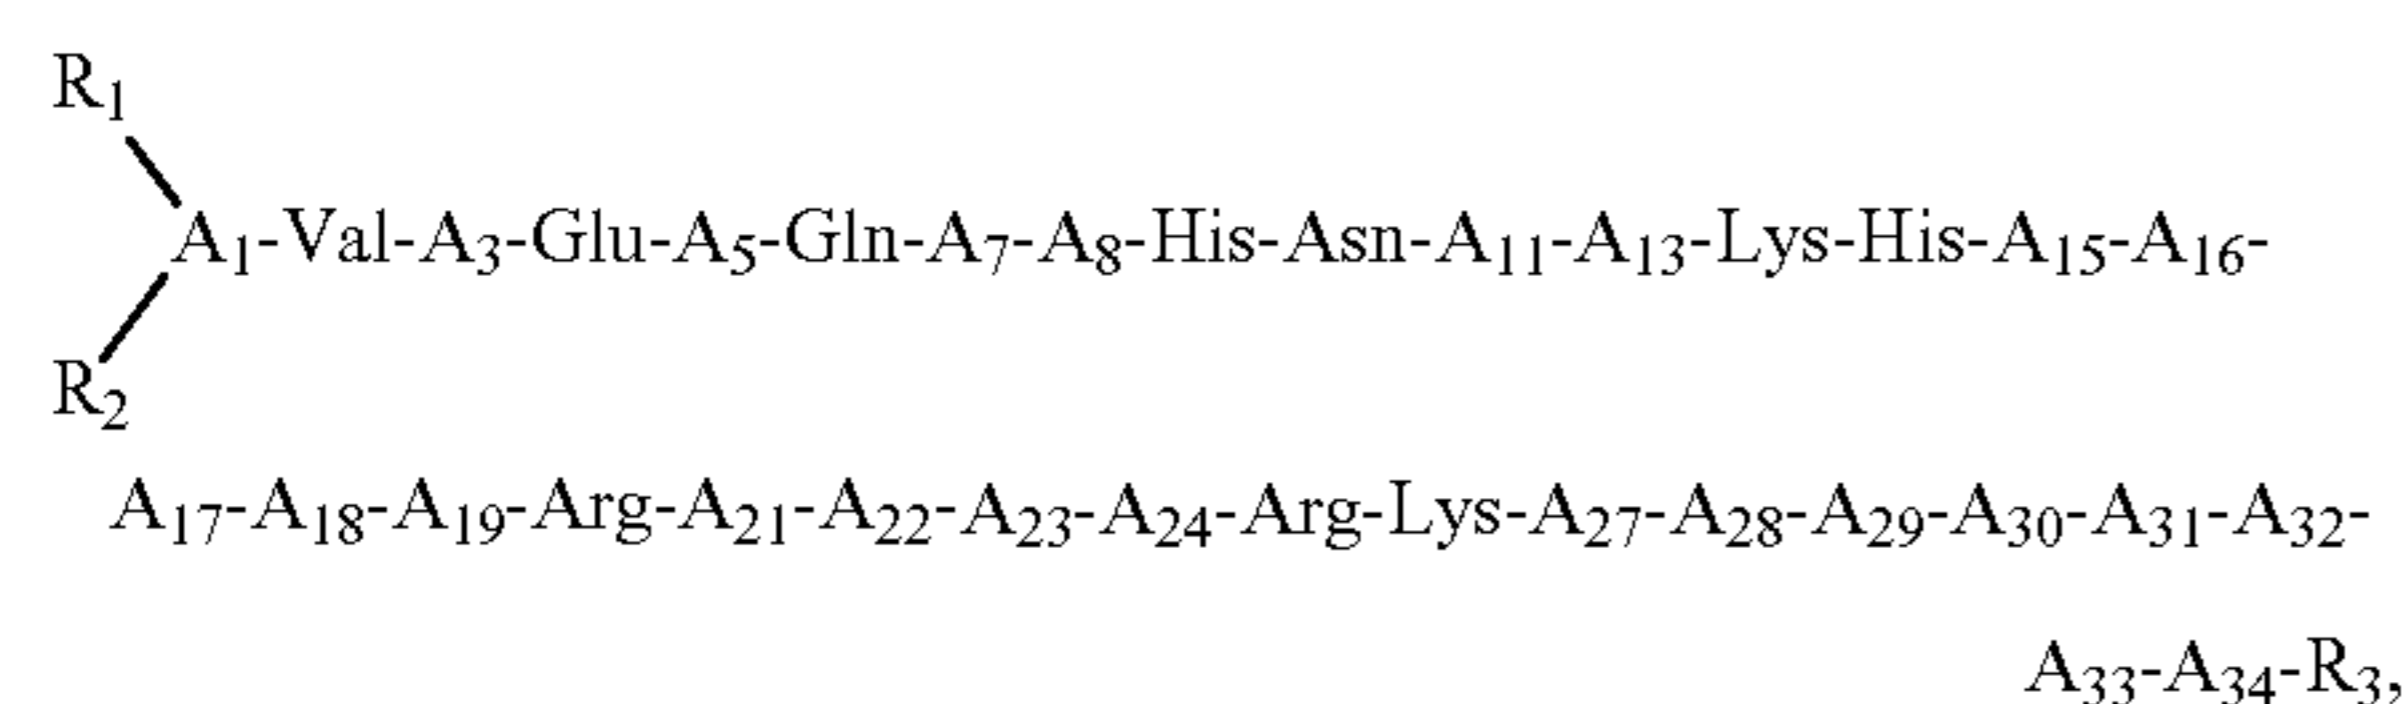 R1
A1-Val-A3-Glu-A5-Gln-A7-A8-His-Asn-A11-A13-Lys-His-A15-A16-
R2
A17-A18-A19-Arg-A21-A22-A23-A24-Arg-Lys-A27-A28-A29-A30-A31-A32-
A33-A34-R3,